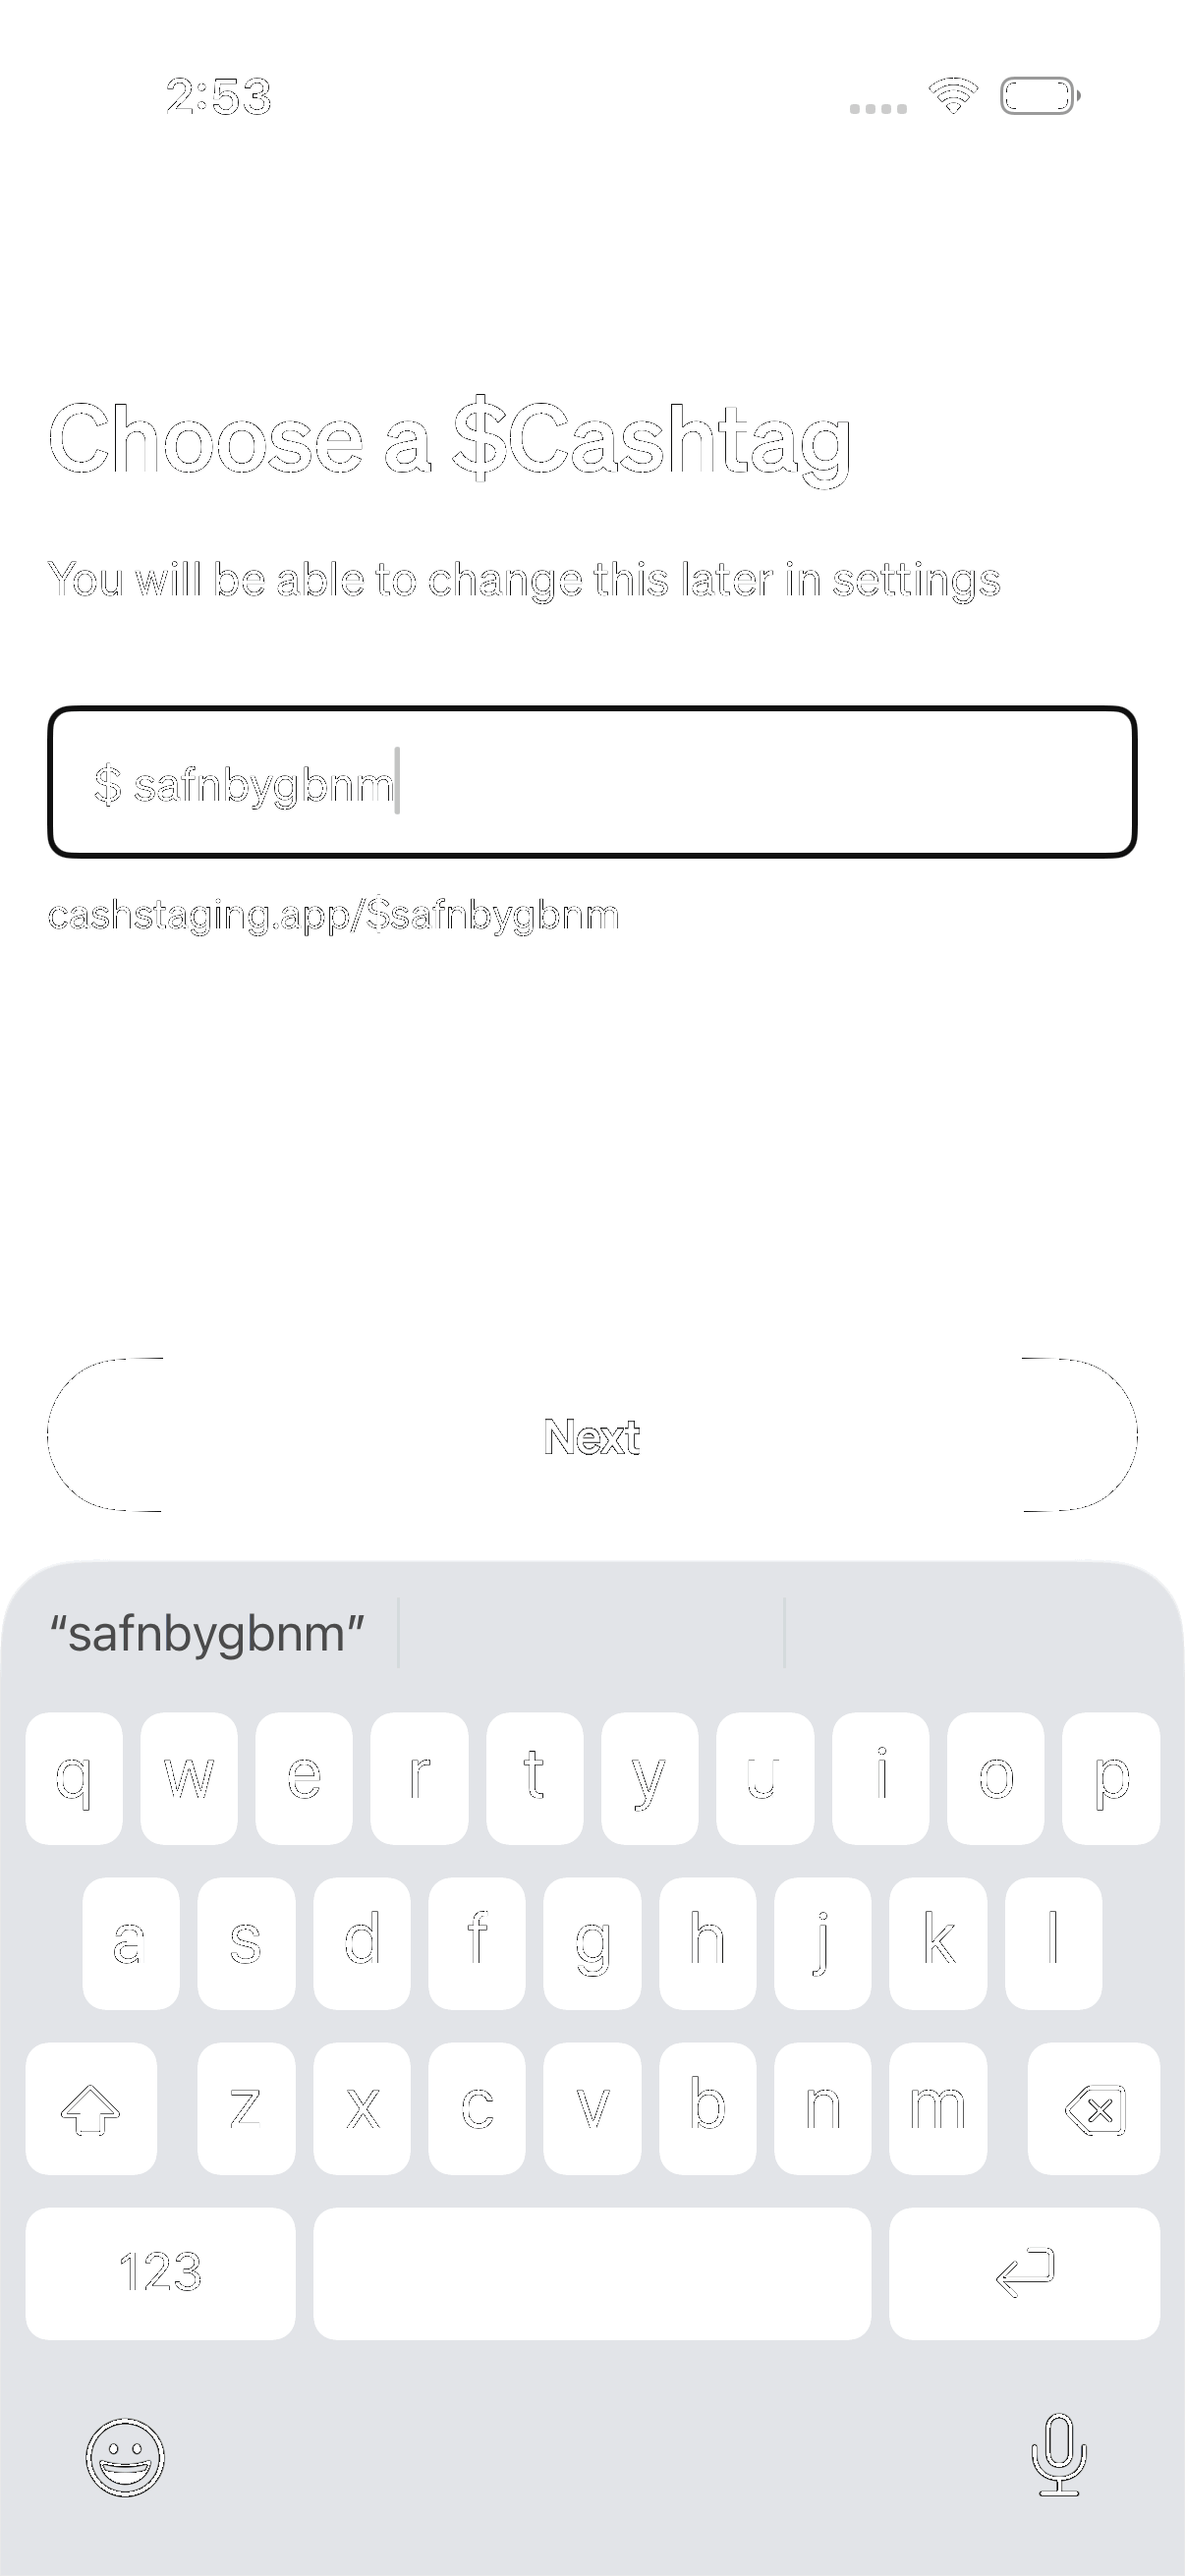 2:53
Choose a $Cashtag
You will be able to change this later in settings
$ safnbygbnm
cashstaging.app/$safnbygbnm
Next
“safnbygbnm”
q w e r t y u i o p
a s d f g h j k l
z x c v b n m
123